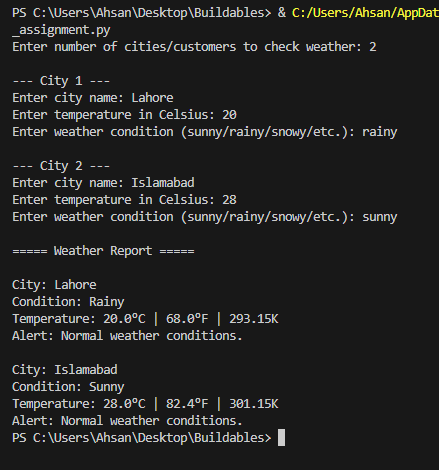 PS C:\Users\Ahsan\Desktop\Buildables> & C:/Users/Ahsan/AppDat
_assignment.py
Enter number of cities/customers to check weather: 2
--- City 1 ---
Enter city name: Lahore
Enter temperature in Celsius: 20
Enter weather condition (sunny/rainy/snowy/etc.): rainy
--- City 2 ---
Enter city name: Islamabad
Enter temperature in Celsius: 28
Enter weather condition (sunny/rainy/snowy/etc.): sunny
===== Weather Report =====
City: Lahore
Condition: Rainy
Temperature: 20.0°C | 68.0°F | 293.15K
Alert: Normal weather conditions.
City: Islamabad
Condition: Sunny
Temperature: 28.0°C | 82.4°F | 301.15K
Alert: Normal weather conditions.
PS C:\Users\Ahsan\Desktop\Buildables>